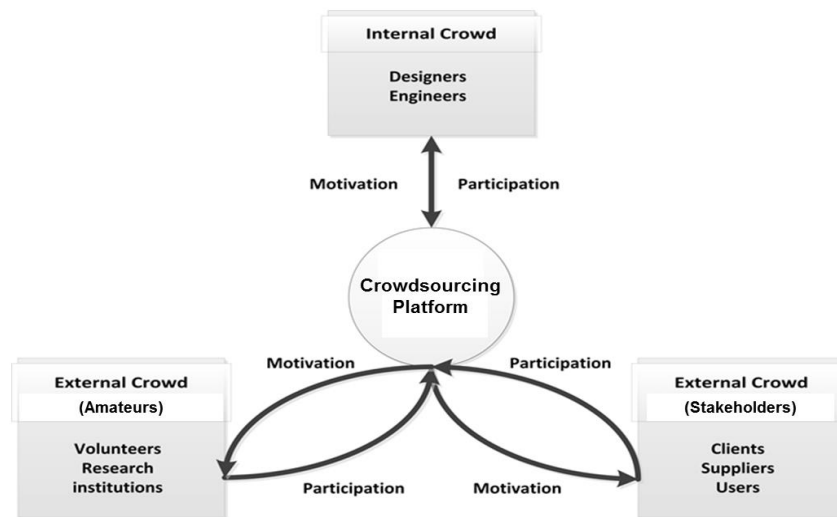 Internal Crowd
Designers
Engineers
Motivation
Participation
Crowdsourcing
Platform
Motivation
Participation
External Crowd
(Amateurs)
Volunteers
Research
institutions
External Crowd
(Stakeholders)
Clients
Suppliers
Users
Participation
Motivation